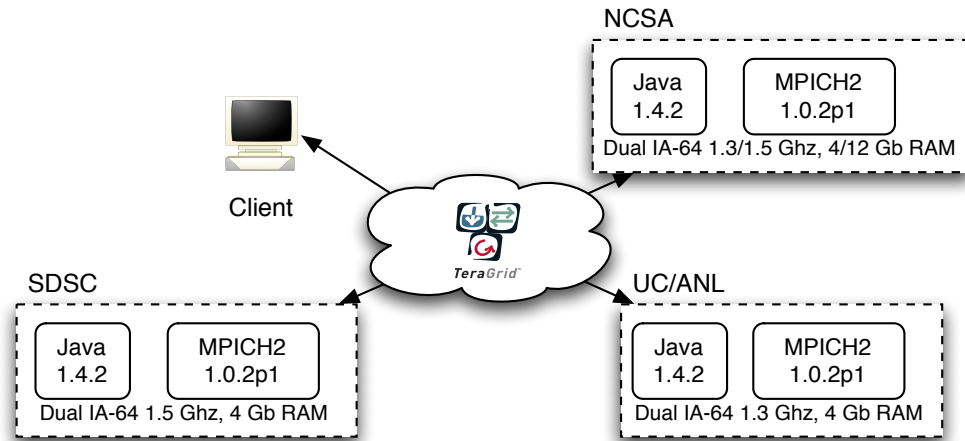 NCSA
Java
1.4.2
MPICH2
1.0.2p1
Dual IA-64 1.3/1.5 Ghz, 4/12 Gb RAM
Client
TeraGrid™
SDSC
Java
1.4.2
MPICH2
1.0.2p1
Dual IA-64 1.5 Ghz, 4 Gb RAM
UC/ANL
Java
1.4.2
MPICH2
1.0.2p1
Dual IA-64 1.3 Ghz, 4 Gb RAM